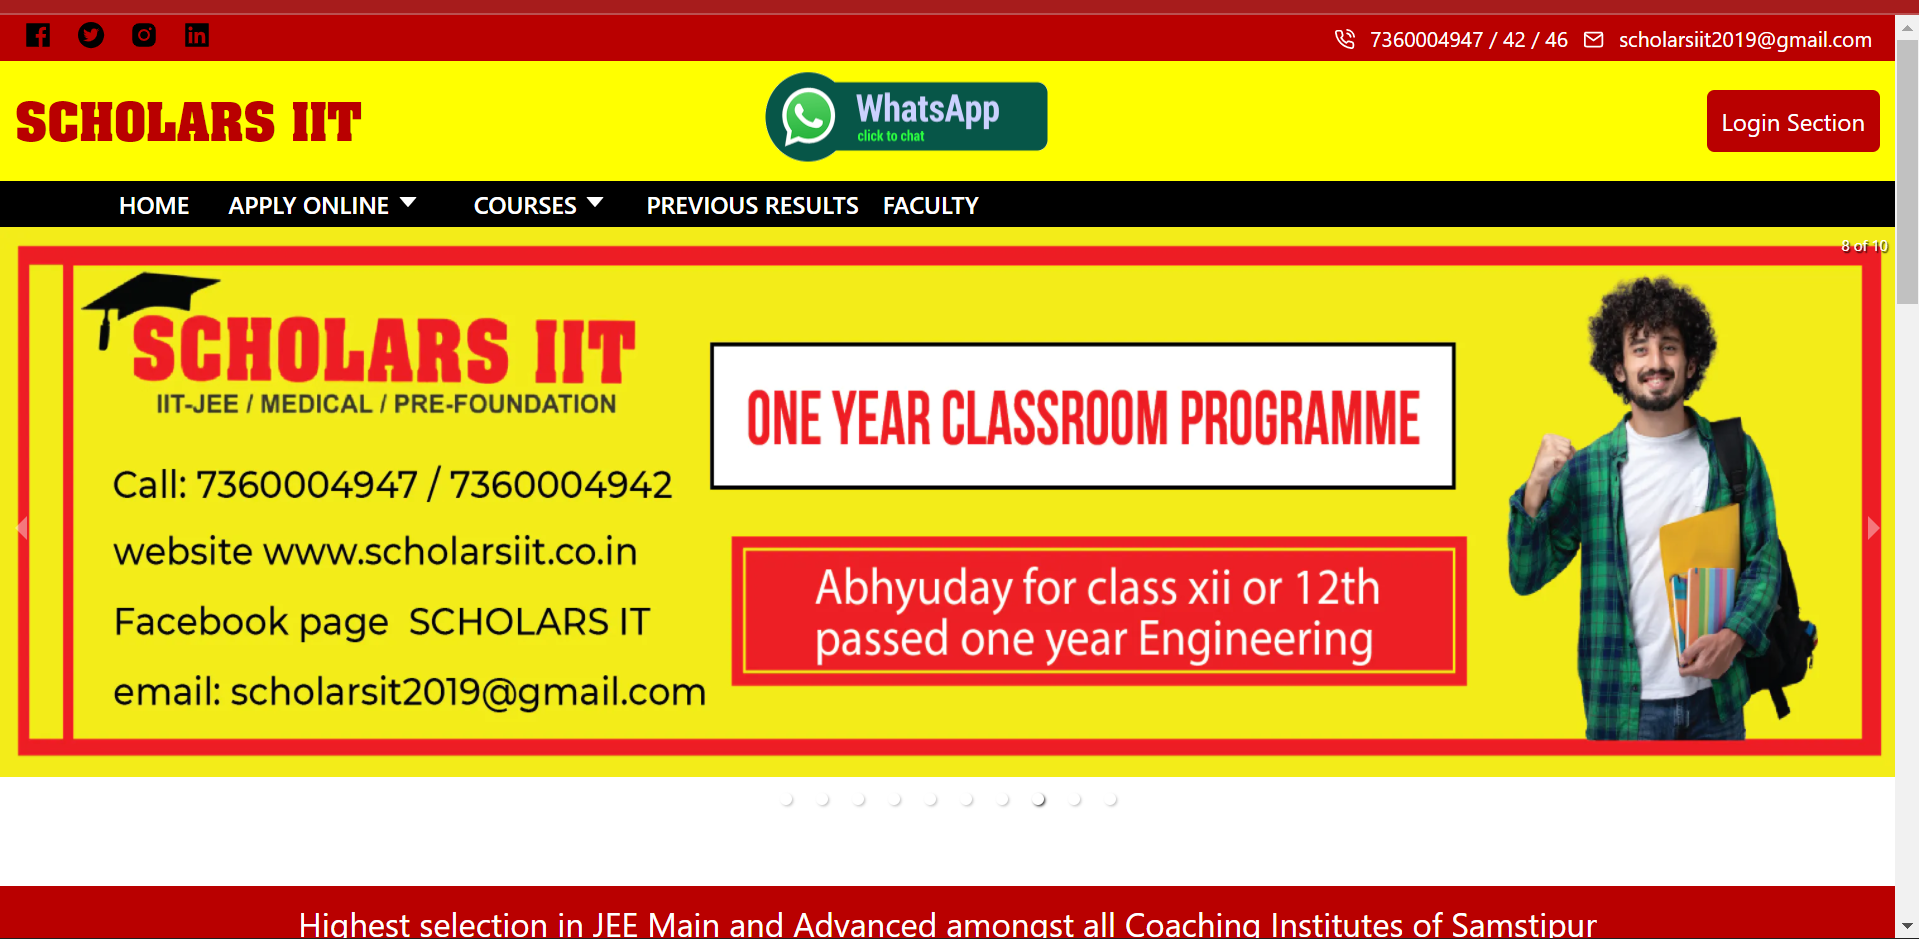 7360004947 / 42 / 46 scholarsiit2019@gmail.com
SCHOLARS IIT
WhatsApp
click to chat
Login Section
HOME APPLY ONLINE COURSES PREVIOUS RESULTS FACULTY
8 of 10
SCHOLARS IIT
IIT-JEE / MEDICAL / PRE-FOUNDATION
Call: 7360004947 / 7360004942
website www.scholarsiit.co.in
Facebook page SCHOLARS IT
email: scholarsit2019@gmail.com
ONE YEAR CLASSROOM PROGRAMME
Abhyuday for class xii or 12th
passed one year Engineering
Highest selection in JEE Main and Advanced amongst all Coaching Institutes of Samstipur